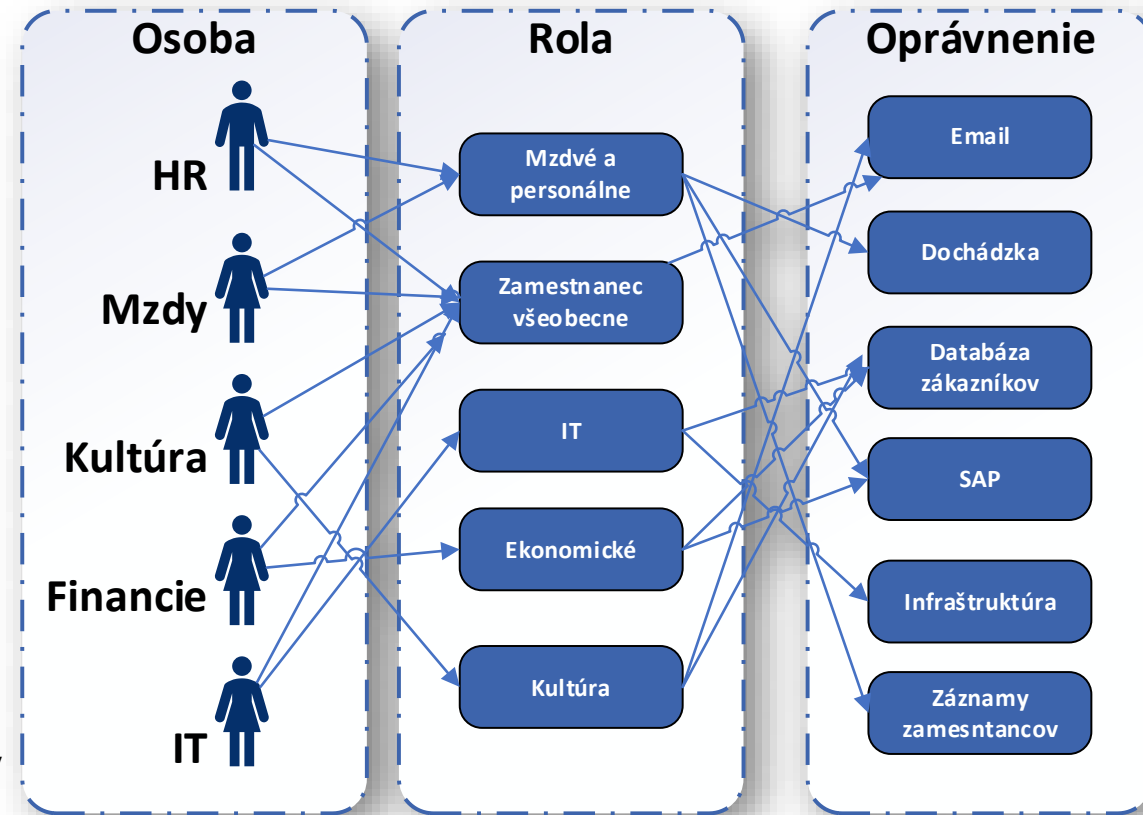 Osoba
HR
Mzdy
Kultúra
Financie
IT
Rola
Mzdvé a
personálne
Zamestnanec
všeobecne
IT
Ekonomické
Kultúra
Oprávnenie
Email
Dochádzka
Databáza
zákazníkov
SAP
Infraštruktúra
Záznamy
zamesntancov